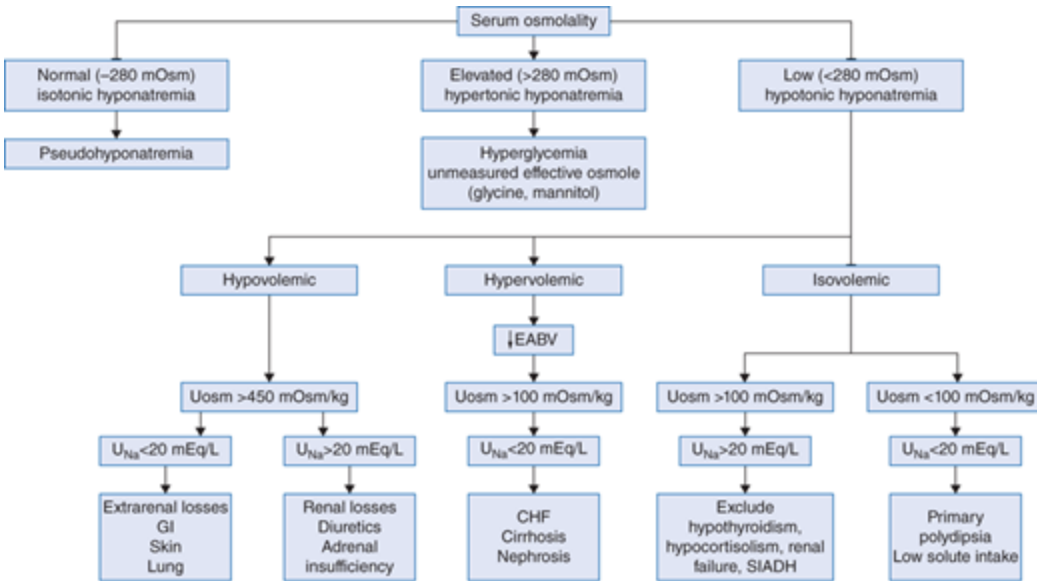 Serum osmolality
Normal (–280 mOsm)
isotonic hyponatremia
Elevated (>280 mOsm)
hypertonic hyponatremia
Low (<280 mOsm)
hypotonic hyponatremia
Pseudohyponatremia
Hyperglycemia
unmeasured effective osmole
(glycine, mannitol)
Hypovolemic
Hypervolemic
Isovolemic
↓EABV
Uosm >450 mOsm/kg
Uosm >100 mOsm/kg
Uosm >100 mOsm/kg
Uosm <100 mOsm/kg
UNa<20 mEq/L
UNa>20 mEq/L
UNa<20 mEq/L
UNa>20 mEq/L
UNa<20 mEq/L
Extrarenal losses
GI
Skin
Lung
Renal losses
Diuretics
Adrenal
insufficiency
CHF
Cirrhosis
Nephrosis
Exclude
hypothyroidism,
hypocortisolism, renal
failure, SIADH
Primary
polydipsia
Low solute intake